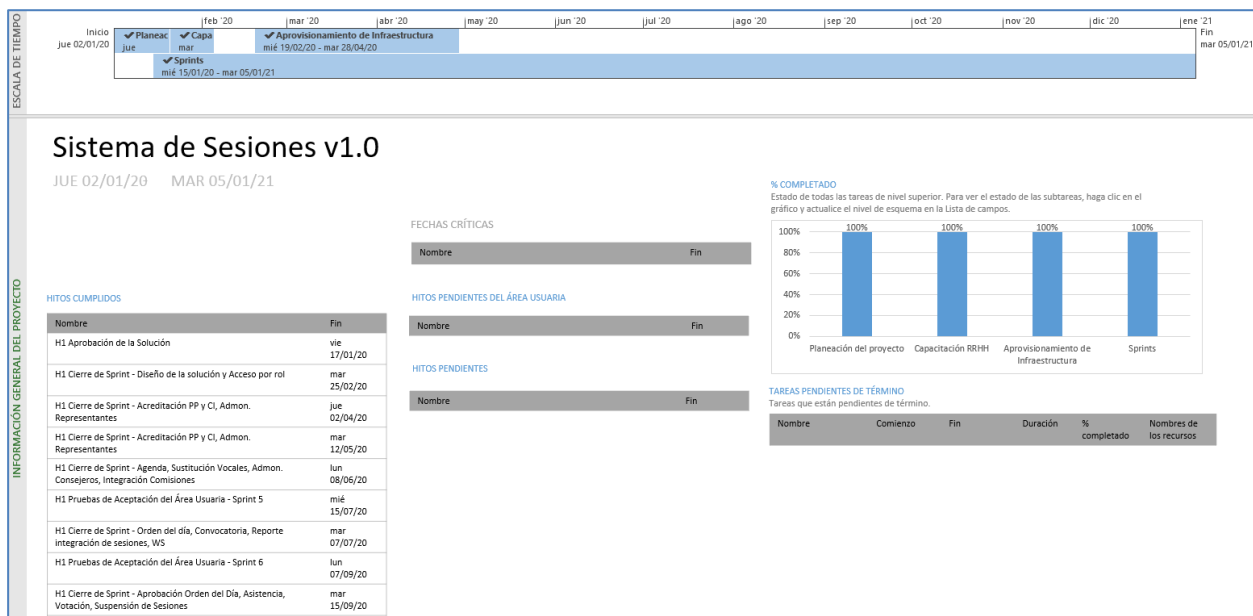 ESCALA DE TIEMPO
feb '20 mar '20 abr '20 may '20 jun '20 jul '20 ago '20 sep '20 oct '20 nov '20 dic '20 ene '21
Inicio
jue 02/01/20
Planeac
jue
Capa
mar
Aprovisionamiento de Infraestructura
mié 19/02/20 - mar 28/04/20
Sprints
mié 15/01/20 - mar 05/01/21
Fin
mar 05/01/21
INFORMACIÓN GENERAL DEL PROYECTO
Sistema de Sesiones v1.0
JUE 02/01/20 MAR 05/01/21
HITOS CUMPLIDOS
Nombre Fin
H1 Aprobación de la Solución vie
17/01/20
H1 Cierre de Sprint - Diseño de la solución y Acceso por rol mar
25/02/20
H1 Cierre de Sprint - Acreditación PP y CI, Admon. jue
Representantes 02/04/20
H1 Cierre de Sprint - Acreditación PP y CI, Admon. mar
Representantes 12/05/20
H1 Cierre de Sprint - Agenda, Sustitución Vocales, Admon. lun
Consejeros, Integración Comisiones 08/06/20
H1 Pruebas de Aceptación del Área Usuaria - Sprint 5 mié
15/07/20
H1 Cierre de Sprint - Orden del día, Convocatoria, Reporte mar
integración de sesiones, WS 07/07/20
H1 Pruebas de Aceptación del Área Usuaria - Sprint 6 lun
07/09/20
H1 Cierre de Sprint - Aprobación Orden del Día, Asistencia, mar
Votación, Suspensión de Sesiones 15/09/20
FECHAS CRÍTICAS
Nombre Fin
HITOS PENDIENTES DEL ÁREA USUARIA
Nombre Fin
HITOS PENDIENTES
Nombre Fin
% COMPLETADO
Estado de todas las tareas de nivel superior. Para ver el estado de las subtareas, haga clic en el
gráfico y actualice el nivel de esquema en la Lista de campos.
100% 100% 100% 100%
100%
80%
60%
40%
20%
0%
Planeación del proyecto Capacitación RRHH Aprovisionamiento de Sprints
Infraestructura
TAREAS PENDIENTES DE TÉRMINO
Tareas que están pendientes de término.
Nombre Comienzo Fin Duración % Nombres de
completado los recursos